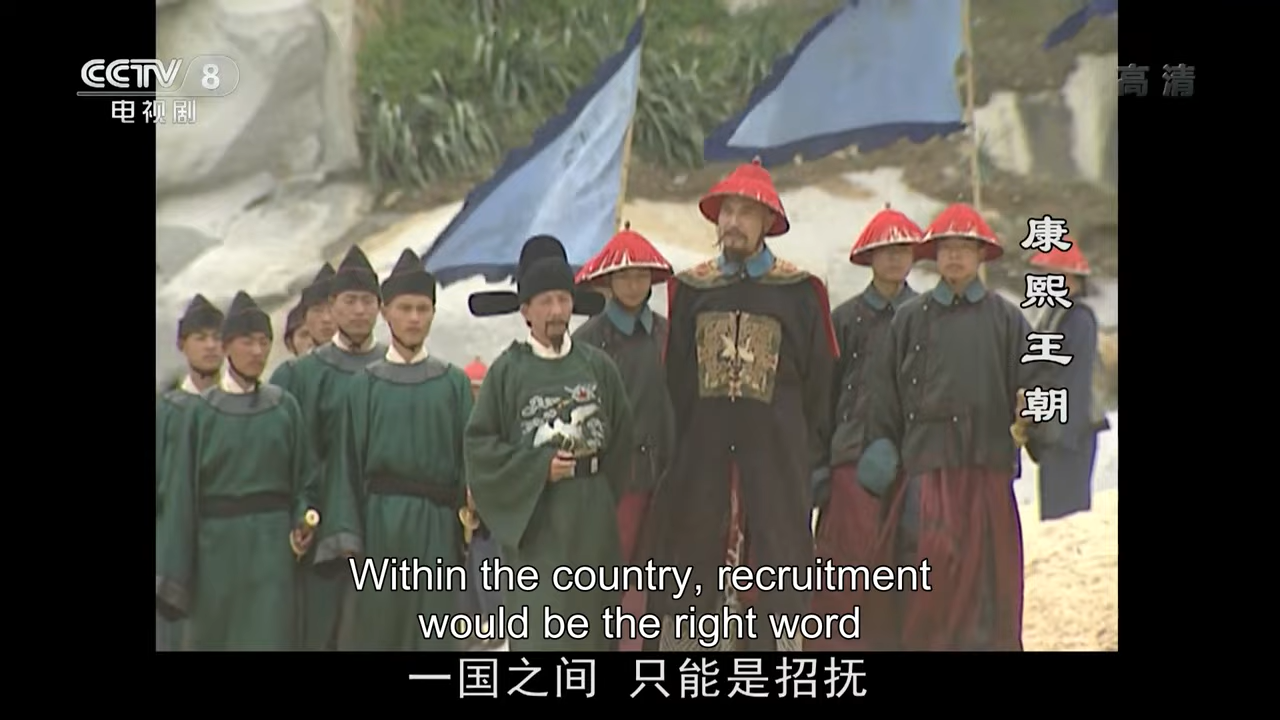 CCTV 8
电视剧
高清
康熙王朝
Within the country, recruitment
would be the right word
一国之间 只能是招抚